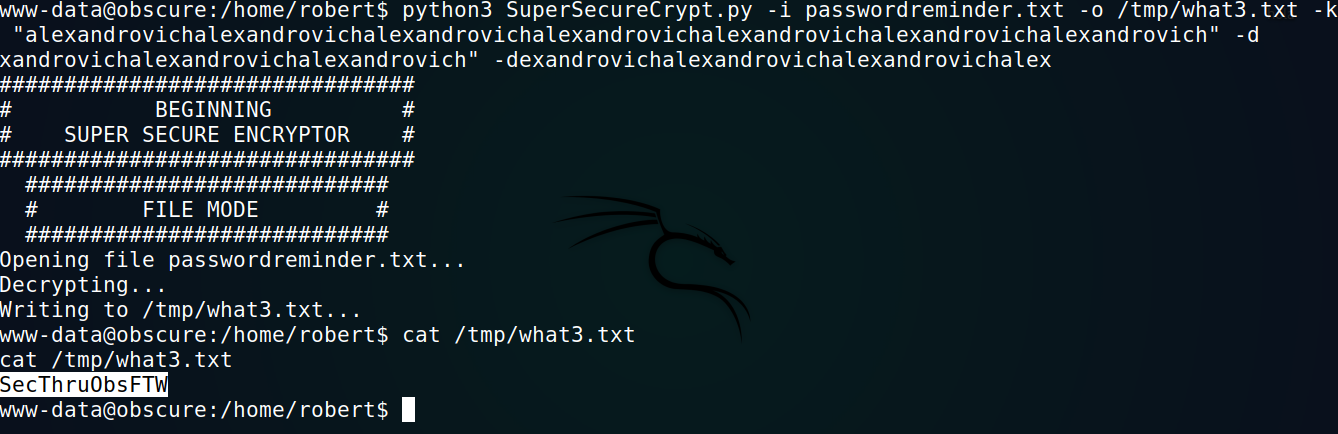 www-data@obscure:/home/robert$ python3 SuperSecureCrypt.py -i passwordreminder.txt -o /tmp/what3.txt -k
 "alexandrovichalexandrovichalexandrovichalexandrovichalexandrovichalexandrovich" -d
xandrovichalexandrovichalexandrovich" -dexandrovichalexandrovichalexandrovichalex
################################
#           BEGINNING          #
#    SUPER SECURE ENCRYPTOR    #
################################
  ############################
  #        FILE MODE         #
  ############################
Opening file passwordreminder.txt...
Decrypting...
Writing to /tmp/what3.txt...
www-data@obscure:/home/robert$ cat /tmp/what3.txt
cat /tmp/what3.txt
SecThruObsFTW
www-data@obscure:/home/robert$